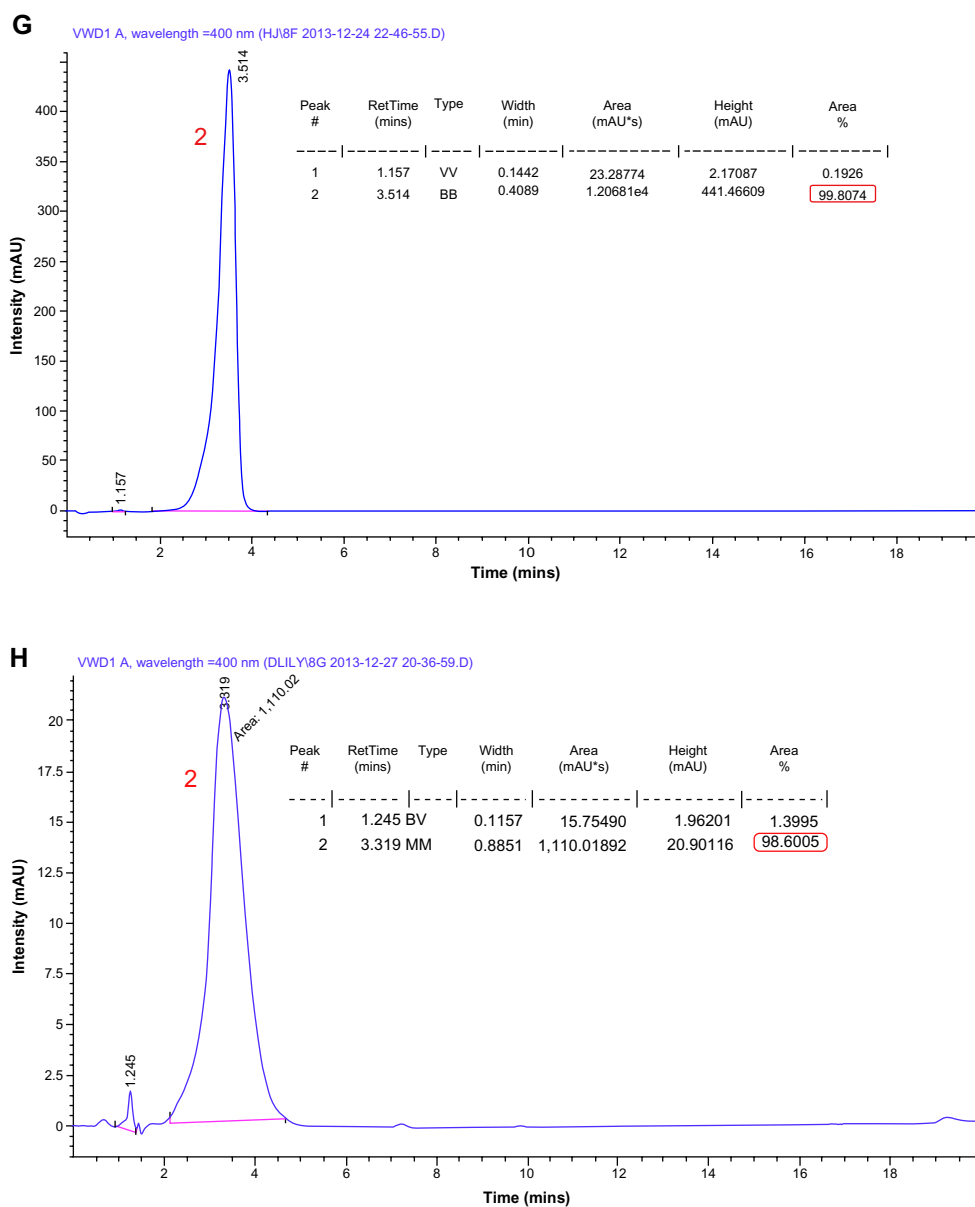 G
VWD1 A, wavelength =400 nm (HJ\8F 2013-12-24 22-46-55.D)
3.514
2
1.157
Peak # RetTime (mins) Type Width (min) Area (mAU*s) Height (mAU) Area %
1 1.157 VV 0.1442 23.28774 2.17087 0.1926
2 3.514 BB 0.4089 1.20681e4 441.46609 99.8074
Intensity (mAU)
400
350
300
250
200
150
100
50
0
2 4 6 8 10 12 14 16 18
Time (mins)
H
VWD1 A, wavelength =400 nm (DLILY\8G 2013-12-27 20-36-59.D)
3.319
Area: 1,110.02
2
1.245
Peak # RetTime (mins) Type Width (min) Area (mAU*s) Height (mAU) Area %
1 1.245 BV 0.1157 15.75490 1.96201 1.3995
2 3.319 MM 0.8851 1,110.01892 20.90116 98.6005
Intensity (mAU)
20
17.5
15
12.5
10
7.5
5
2.5
0
2 4 6 8 10 12 14 16 18
Time (mins)